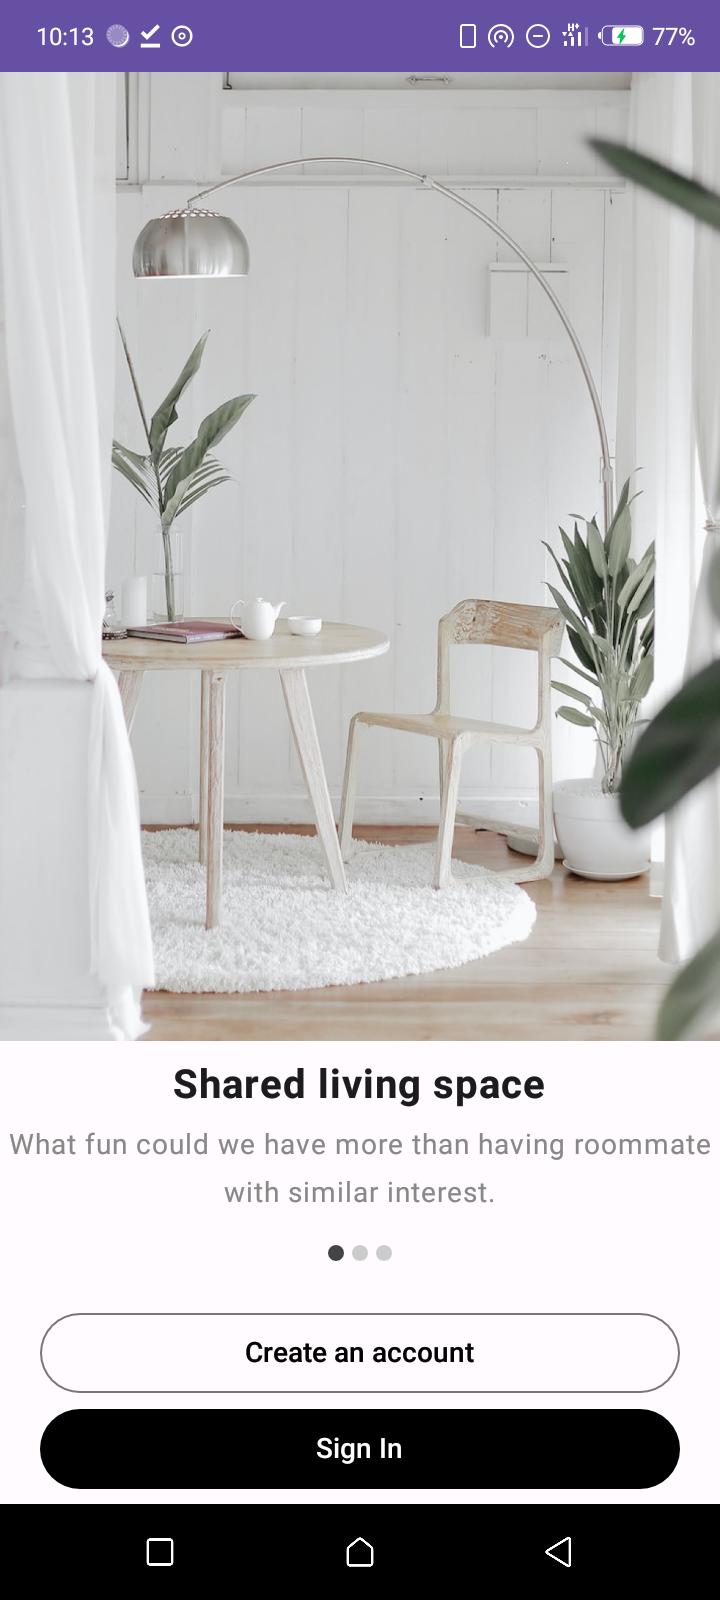 10:13 H+ 77%
Shared living space
What fun could we have more than having roommate
with similar interest.
Create an account
Sign In